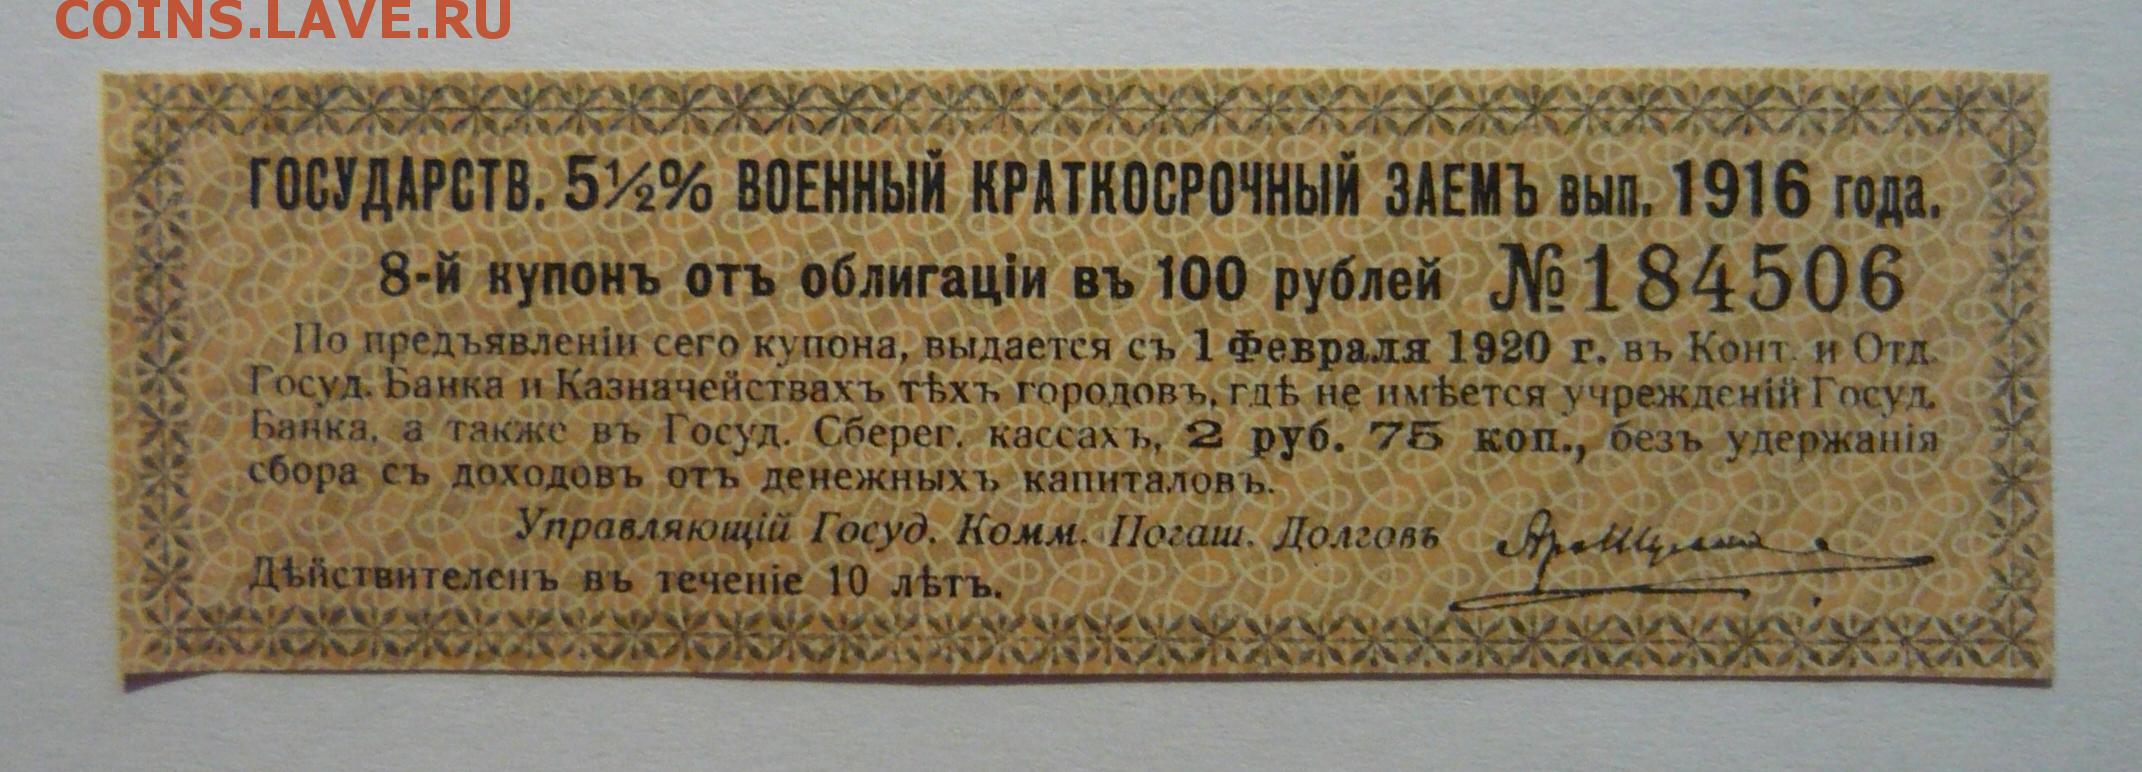 COINS.LAVE.RU
ГОСУДАРСТВ. 5½% ВОЕННЫЙ КРАТКОСРОЧНЫЙ ЗАЕМЪ вып. 1916 года.
8-й купонъ отъ облигаціи въ 100 рублей №184506
По предъявленіи сего купона, выдается съ 1 Февраля 1920 г. въ Конт. и Отд.
Госуд. Банка и Казначействахъ тѣхъ городовъ, гдѣ не имѣется учрежденій Госуд.
Банка, а также въ Госуд. Сберег. кассахъ, 2 руб. 75 коп., безъ удержанія
сбора съ доходовъ отъ денежныхъ капиталовъ.
Управляющій Госуд. Комм. Погаш. Долговъ
Дѣйствителенъ въ теченіе 10 лѣтъ.